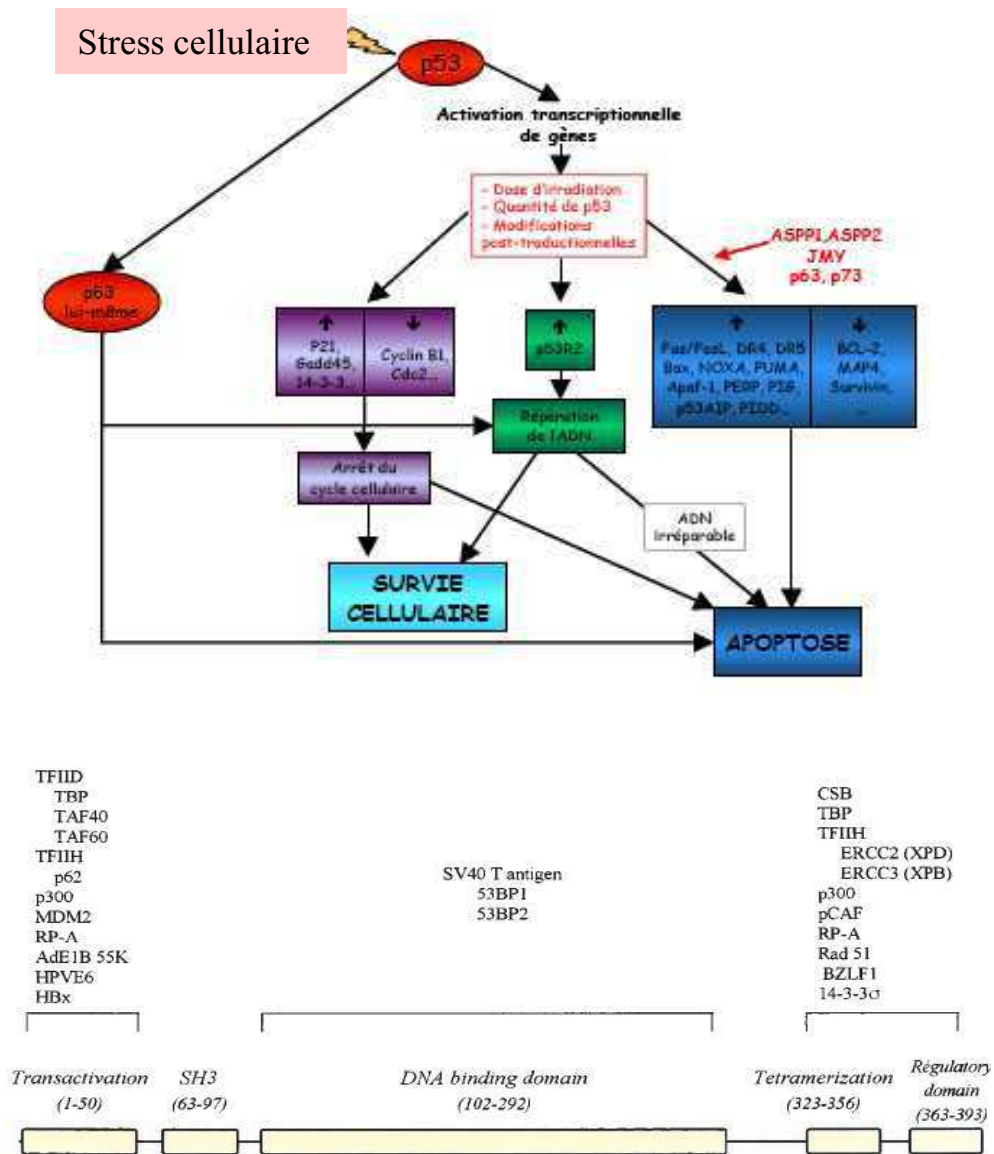 Stress cellulaire
p53
Activation transcriptionnelle
de gènes
- Dose d'irradiation
- Quantité de p53
- Modifications
post-traductionnelles
ASPP1,ASPP2
JMY
p63, p73
p53
lui-même
P21,
Gadd45,
14-3-3...
Cyclin B1,
Cdc2...
p53R2
Fas/FasL, DR4, DR5
Bax, NOXA, PUMA,
Apaf-1, PERP, PIG,
p53AIP, PIDD...
BCL-2,
MAP4,
Survivin,
...
Réparation
de l'ADN
Arrêt du
cycle cellulaire
ADN
irréparable
SURVIE
CELLULAIRE
APOPTOSE
TFIID
TBP
TAF40
TAF60
TFIIH
p62
p300
MDM2
RP-A
AdE1B 55K
HPVE6
HBx
SV40 T antigen
53BP1
53BP2
CSB
TBP
TFIIH
ERCC2 (XPD)
ERCC3 (XPB)
p300
pCAF
RP-A
Rad 51
BZLF1
14-3-3σ
Transactivation
(1-50)
SH3
(63-97)
DNA binding domain
(102-292)
Tetramerization
(323-356)
Régulatory
domain
(363-393)